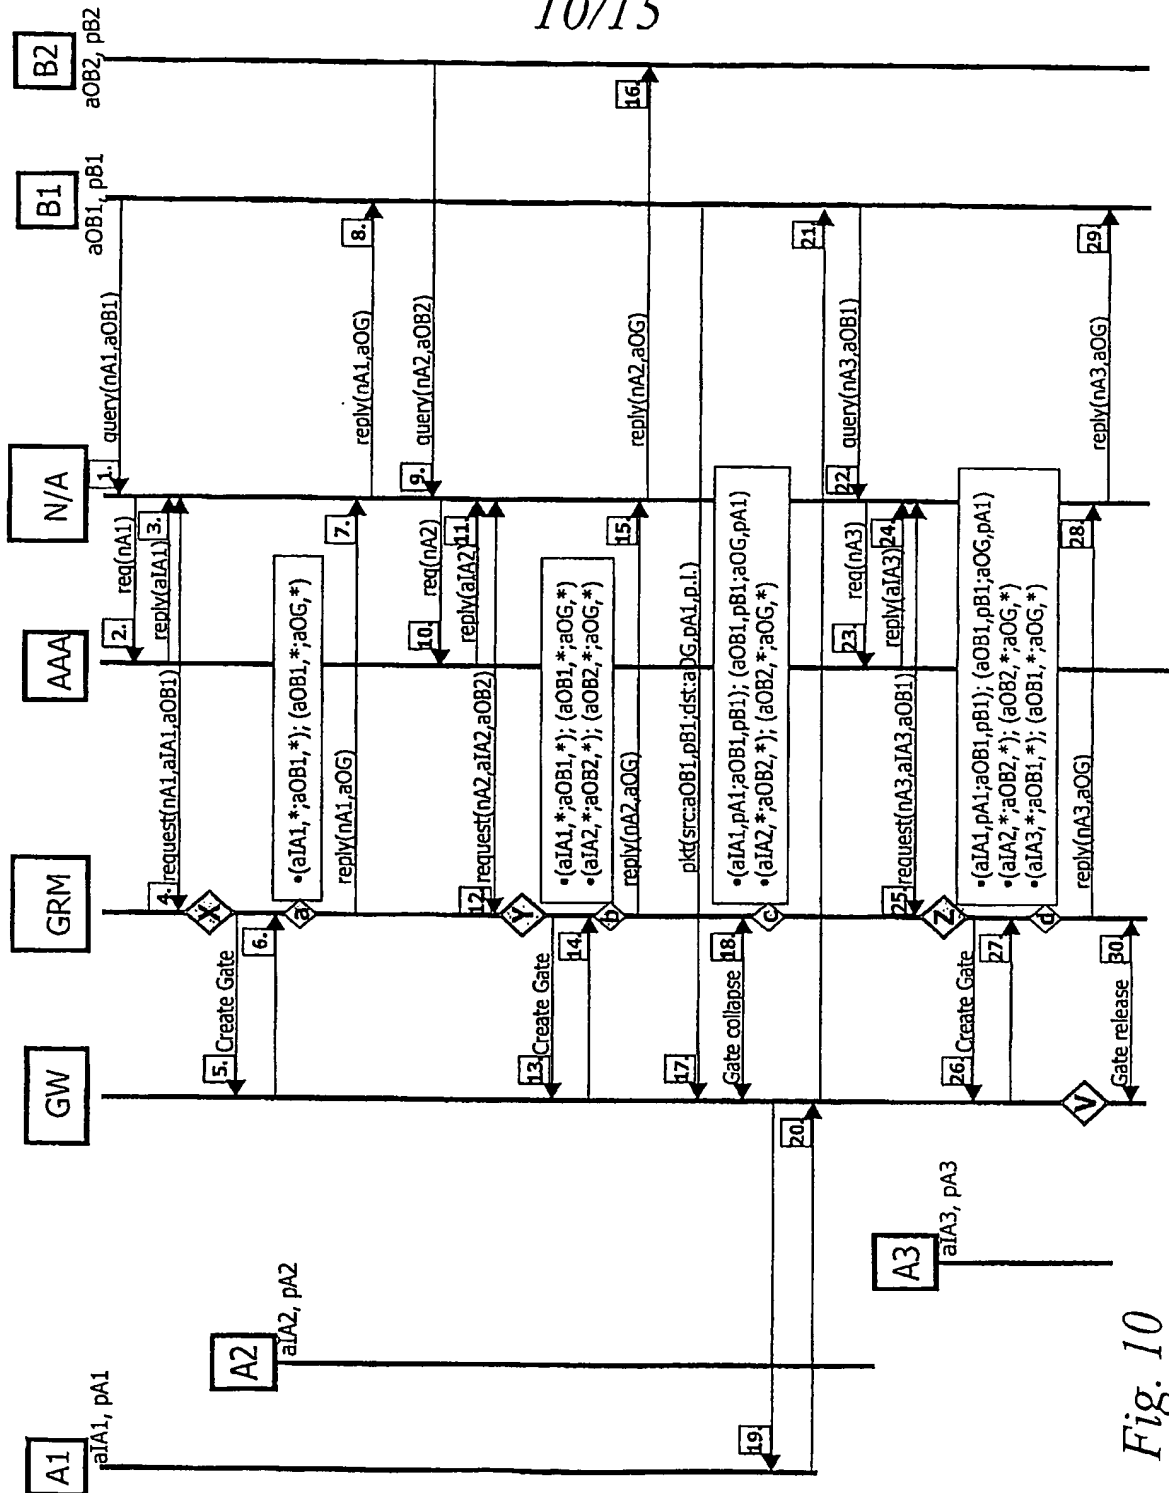 10/15
A1
aIA1, pA1
A2
aIA2, pA2
A3
aIA3, pA3
GW
GRM
AAA
N/A
B1
aOB1, pB1
B2
aOB2, pB2
1.
query(nA1,aOB1)
2.
req(nA1)
3.
reply(aIA1)
4.
request(nA1,aIA1,aOB1)
X
5.
Create Gate
6.
a
•(aIA1,*;aOB1,*); (aOB1,*;aOG,*)
7.
reply(nA1,aOG)
8.
reply(nA1,aOG)
9.
query(nA2,aOB2)
10.
req(nA2)
11.
reply(aIA2)
12.
request(nA2,aIA2,aOB2)
Y
13.
Create Gate
14.
b
•(aIA1,*;aOB1,*); (aOB1,*;aOG,*)
•(aIA2,*;aOB2,*); (aOB2,*;aOG,*)
15.
reply(nA2,aOG)
16.
reply(nA2,aOG)
17.
pkt(src:aOB1,pB1;dst:aOG,pA1,p.l.)
18.
Gate collapse
c
•(aIA1,pA1;aOB1,pB1); (aOB1,pB1;aOG,pA1)
•(aIA2,*;aOB2,*); (aOB2,*;aOG,*)
19.
20.
21.
22.
query(nA3,aOB1)
23.
req(nA3)
24.
reply(aIA3)
25.
request(nA3,aIA3,aOB1)
Z
26.
Create Gate
27.
d
•(aIA1,pA1;aOB1,pB1); (aOB1,pB1;aOG,pA1)
•(aIA2,*;aOB2,*); (aOB2,*;aOG,*)
•(aIA3,*;aOB1,*); (aOB1,*;aOG,*)
28.
reply(nA3,aOG)
29.
reply(nA3,aOG)
V
30.
Gate release
Fig. 10